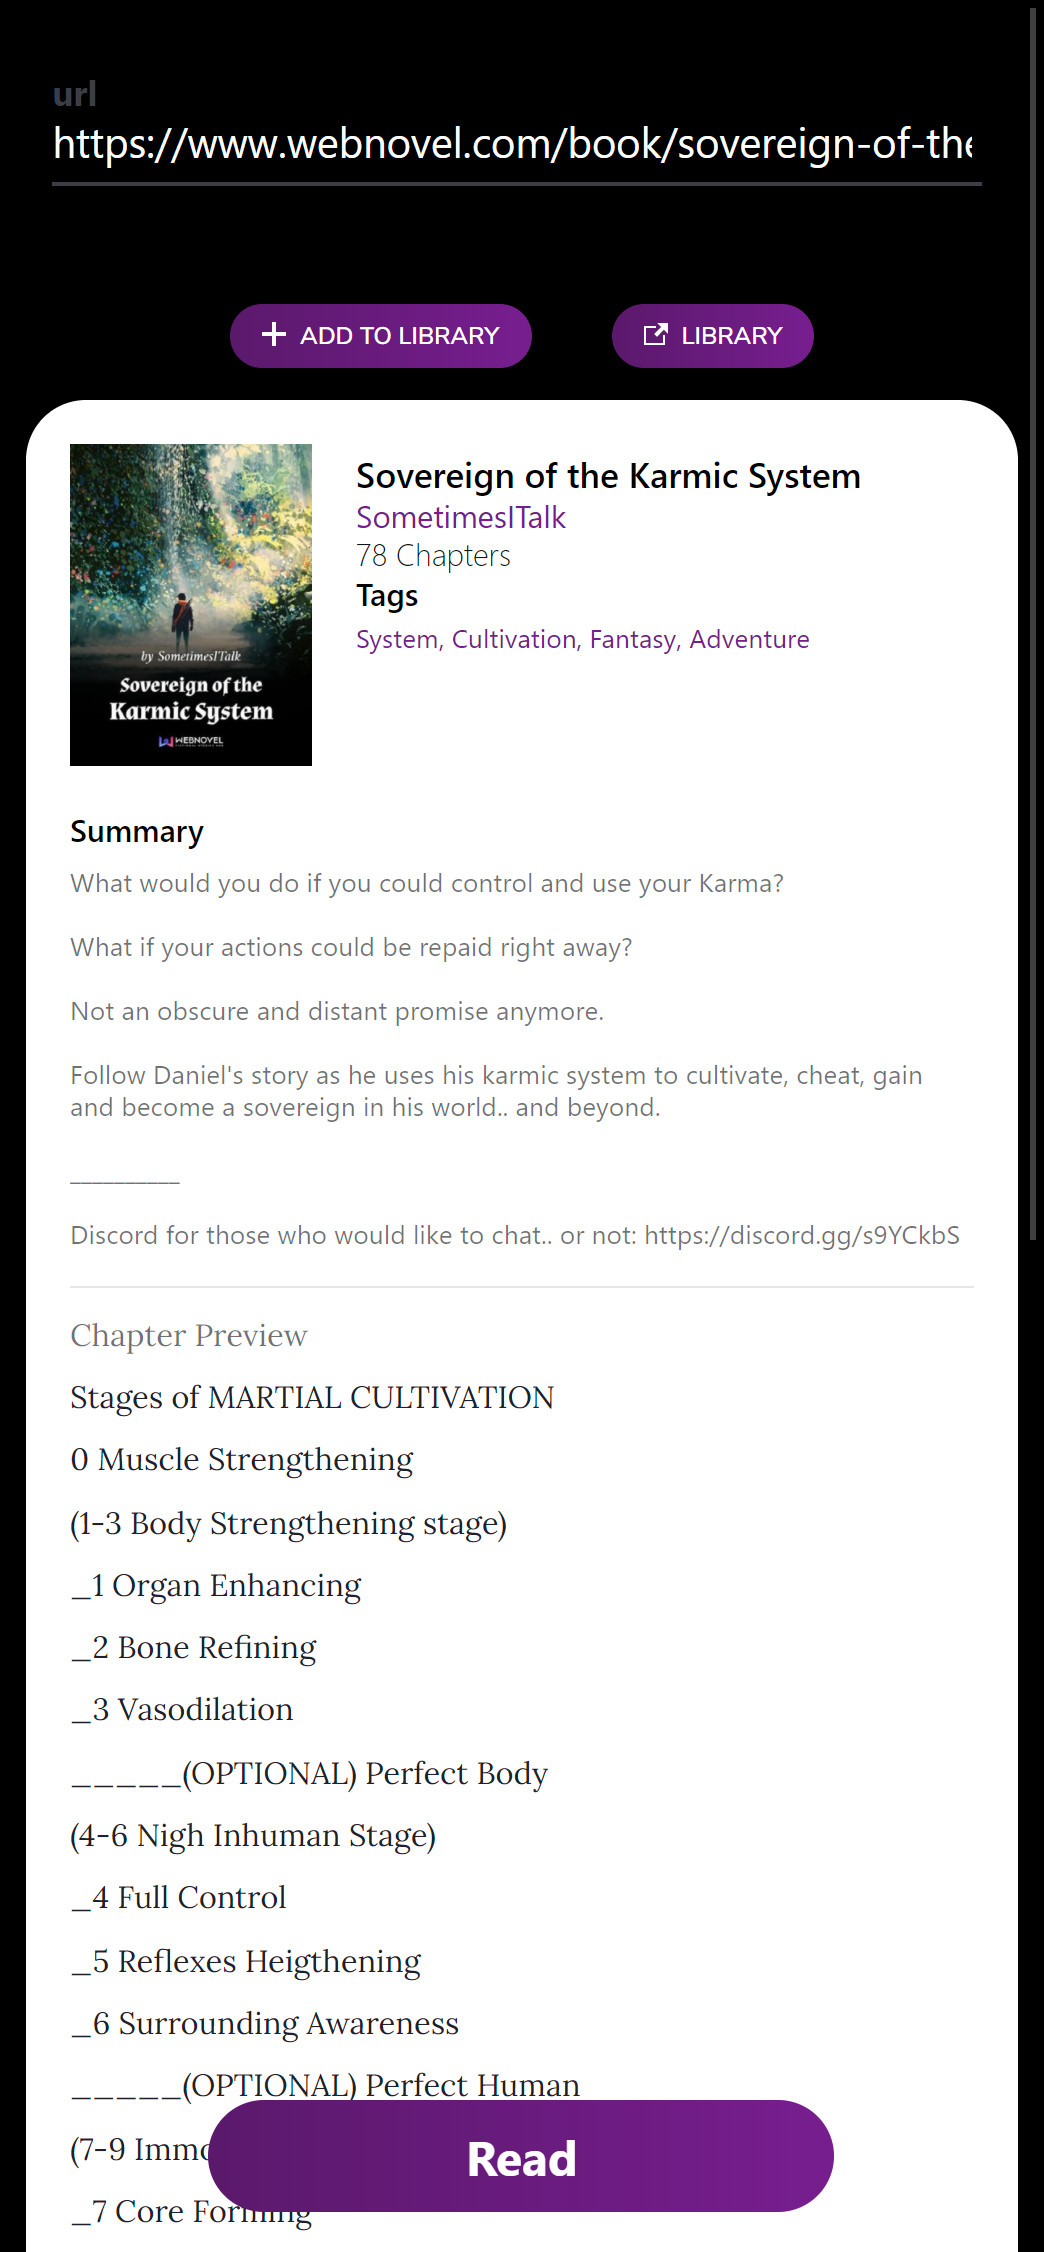 url
https://www.webnovel.com/book/sovereign-of-the
ADD TO LIBRARY
LIBRARY
by SometimesITalk
Sovereign of the
Karmic System
WEBNOVEL
Sovereign of the Karmic System
SometimesITalk
78 Chapters
Tags
System, Cultivation, Fantasy, Adventure
Summary
What would you do if you could control and use your Karma?
What if your actions could be repaid right away?
Not an obscure and distant promise anymore.
Follow Daniel's story as he uses his karmic system to cultivate, cheat, gain
and become a sovereign in his world.. and beyond.
__________
Discord for those who would like to chat.. or not: https://discord.gg/s9YCkbS
Chapter Preview
Stages of MARTIAL CULTIVATION
0 Muscle Strengthening
(1-3 Body Strengthening stage)
_1 Organ Enhancing
_2 Bone Refining
_3 Vasodilation
_____(OPTIONAL) Perfect Body
(4-6 Nigh Inhuman Stage)
_4 Full Control
_5 Reflexes Heigthening
_6 Surrounding Awareness
_____(OPTIONAL) Perfect Human
(7-9
Read
_7 Core Forming